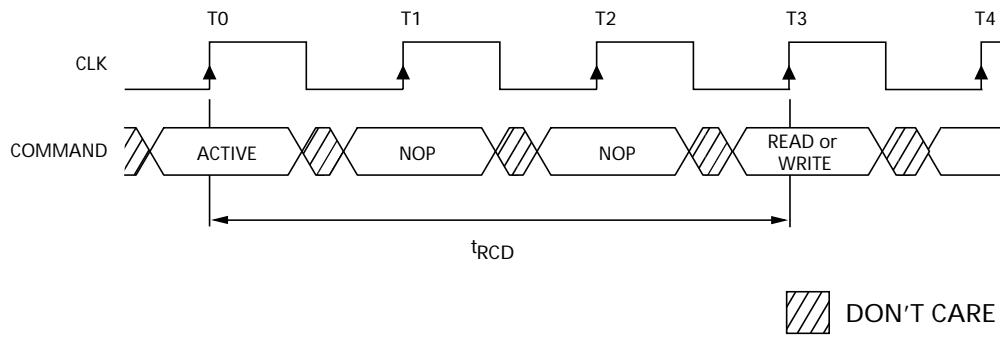 T0 T1 T2 T3 T4
CLK
COMMAND ACTIVE NOP NOP READ or
WRITE
tRCD
DON'T CARE